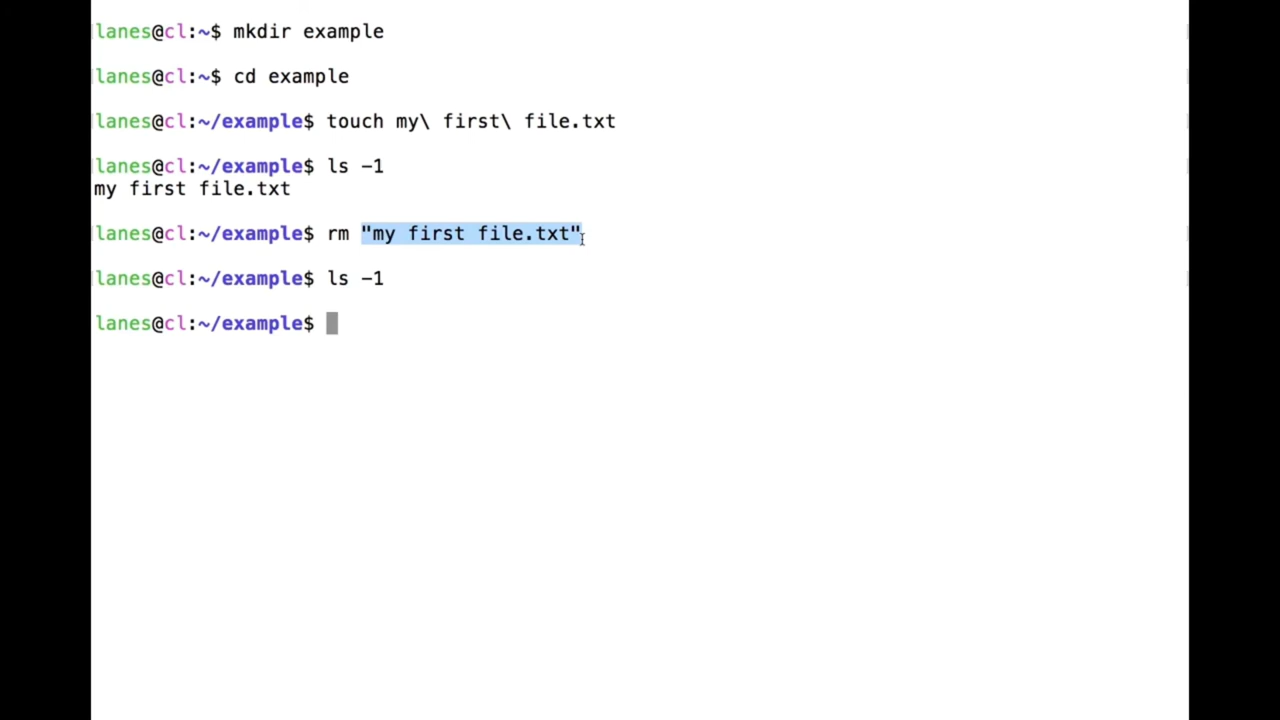 lanes@cl:~$ mkdir example
lanes@cl:~$ cd example
lanes@cl:~/example$ touch my\ first\ file.txt
lanes@cl:~/example$ ls -1
my first file.txt
lanes@cl:~/example$ rm "my first file.txt"
lanes@cl:~/example$ ls -1
lanes@cl:~/example$